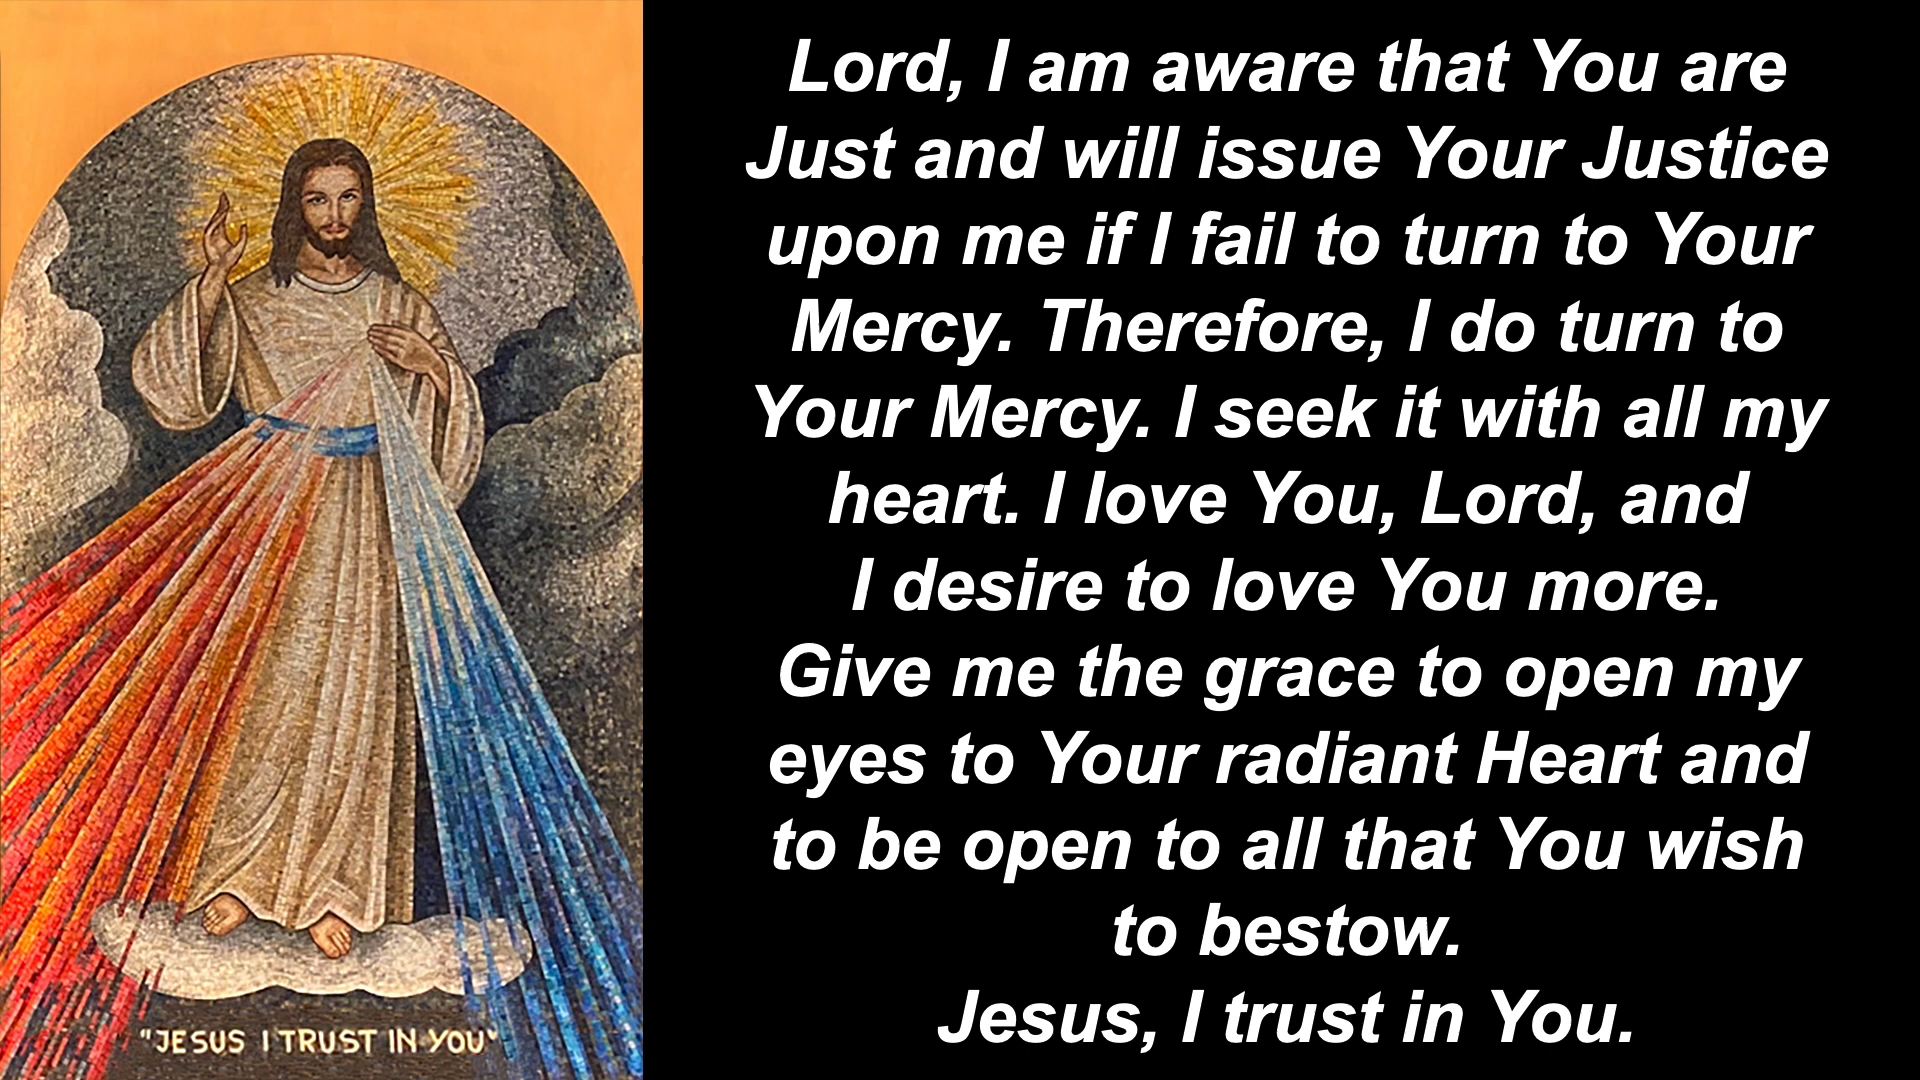 Lord, I am aware that You are
Just and will issue Your Justice
upon me if I fail to turn to Your
Mercy. Therefore, I do turn to
Your Mercy. I seek it with all my
heart. I love You, Lord, and
I desire to love You more.
Give me the grace to open my
eyes to Your radiant Heart and
to be open to all that You wish
to bestow.
Jesus, I trust in You.
"JESUS I TRUST IN YOU"